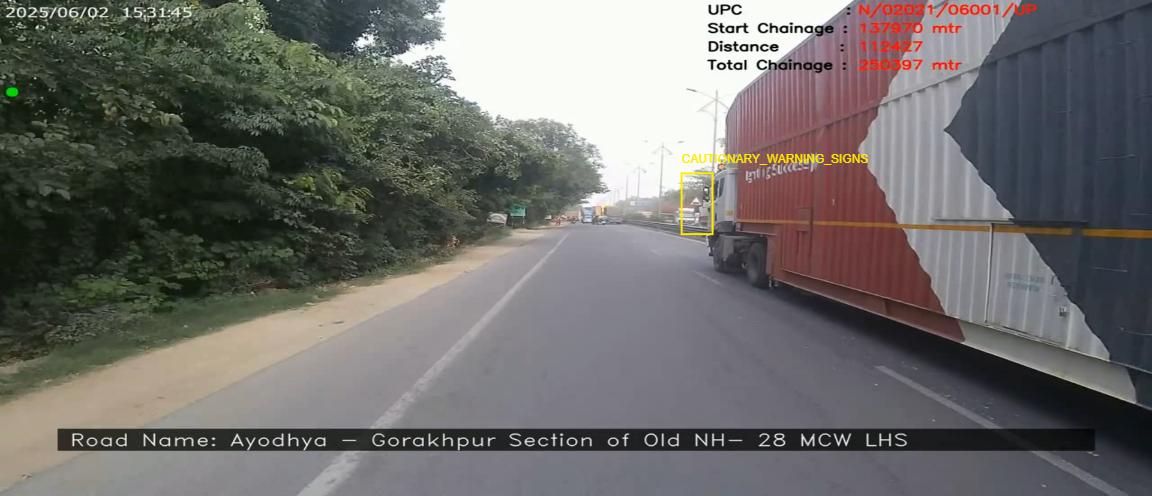 2025/06/02 15:31:45
UPC : N/02021/06001/UP
Start Chainage : 137970 mtr
Distance : 112427
Total Chainage : 250397 mtr
CAUTIONARY_WARNING_SIGNS
Road Name: Ayodhya - Gorakhpur Section of Old NH- 28 MCW LHS